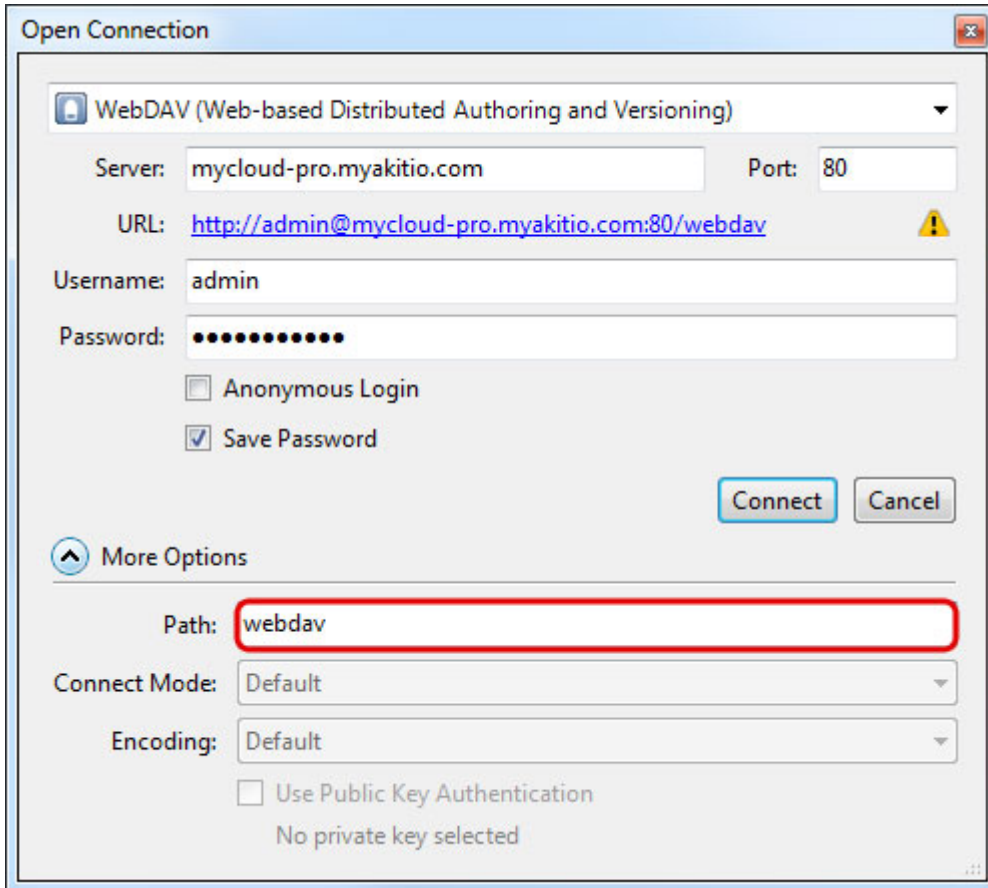 Open Connection
WebDAV (Web-based Distributed Authoring and Versioning)
Server: mycloud-pro.myakitio.com Port: 80
URL: http://admin@mycloud-pro.myakitio.com:80/webdav
Username: admin
Password: •••••••••••
Anonymous Login
Save Password
Connect Cancel
More Options
Path: webdav
Connect Mode: Default
Encoding: Default
Use Public Key Authentication
No private key selected